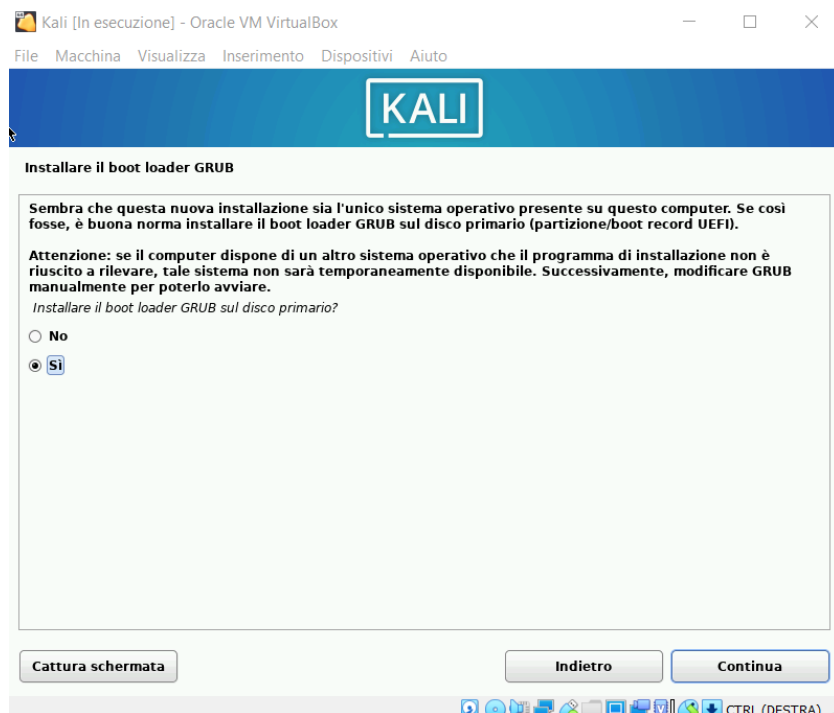 Kali [In esecuzione] - Oracle VM VirtualBox
File Macchina Visualizza Inserimento Dispositivi Aiuto
KALI
Installare il boot loader GRUB
Sembra che questa nuova installazione sia l'unico sistema operativo presente su questo computer. Se così
fosse, è buona norma installare il boot loader GRUB sul disco primario (partizione/boot record UEFI).
Attenzione: se il computer dispone di un altro sistema operativo che il programma di installazione non è
riuscito a rilevare, tale sistema non sarà temporaneamente disponibile. Successivamente, modificare GRUB
manualmente per poterlo avviare.
Installare il boot loader GRUB sul disco primario?
No
Sì
Cattura schermata
Indietro
Continua
CTRL (DESTRA)